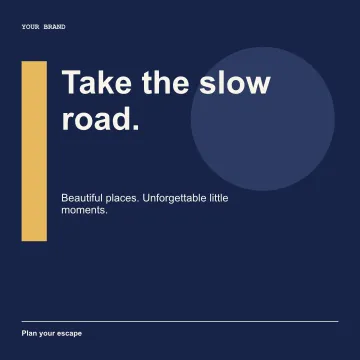 YOUR BRAND
Take the slow
road.
Beautiful places. Unforgettable little
moments.
Plan your escape